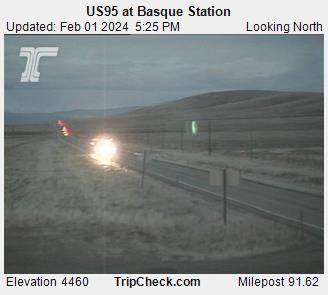 US95 at Basque Station
Updated: Feb 01 2024 5:25 PM Looking North
Elevation 4460 TripCheck.com Milepost 91.62